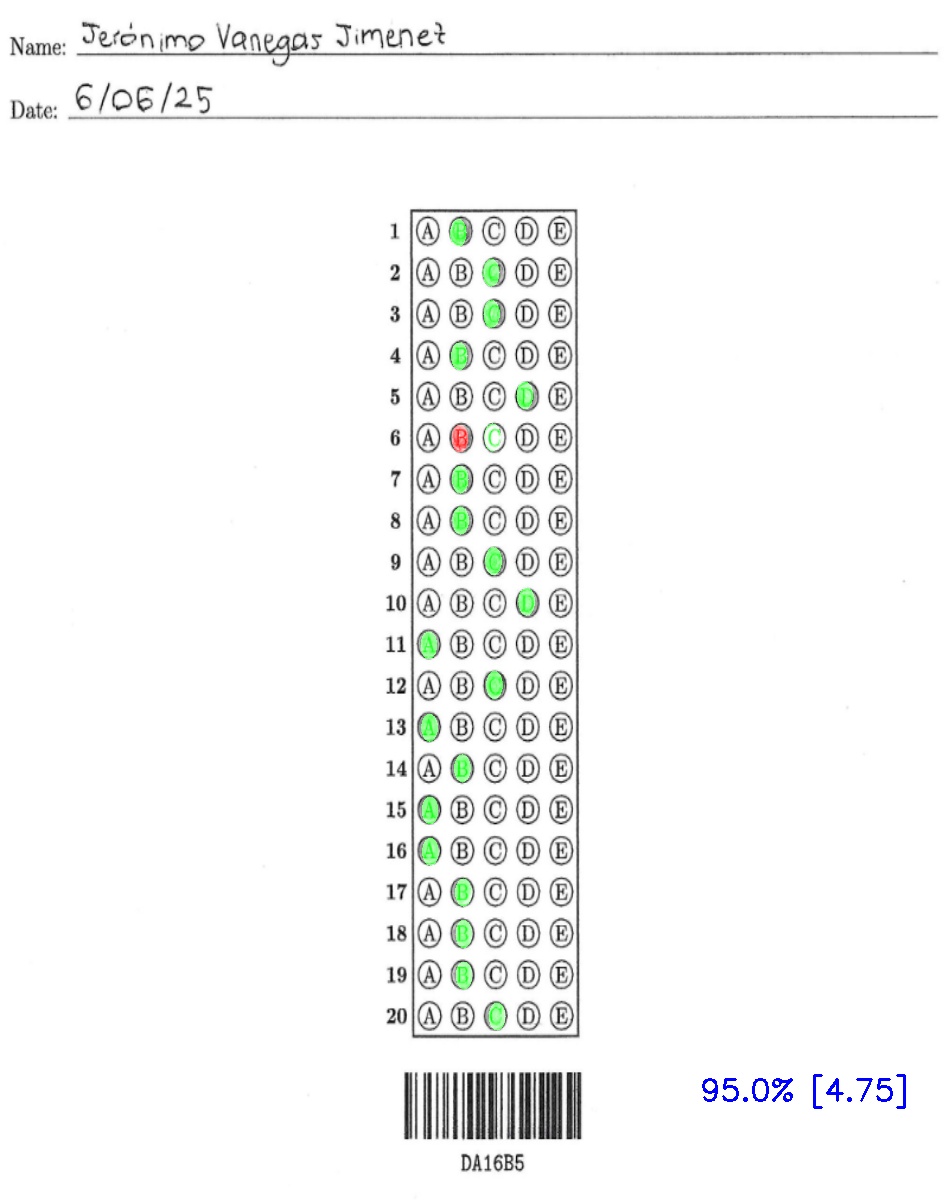 Name: Jerónimo Vanegas Jimenez
Date: 6/06/25
1 A B C D E
2 A B C D E
3 A B C D E
4 A B C D E
5 A B C D E
6 A B C D E
7 A B C D E
8 A B C D E
9 A B C D E
10 A B C D E
11 A B C D E
12 A B C D E
13 A B C D E
14 A B C D E
15 A B C D E
16 A B C D E
17 A B C D E
18 A B C D E
19 A B C D E
20 A B C D E
95.0% [4.75]
DA16B5